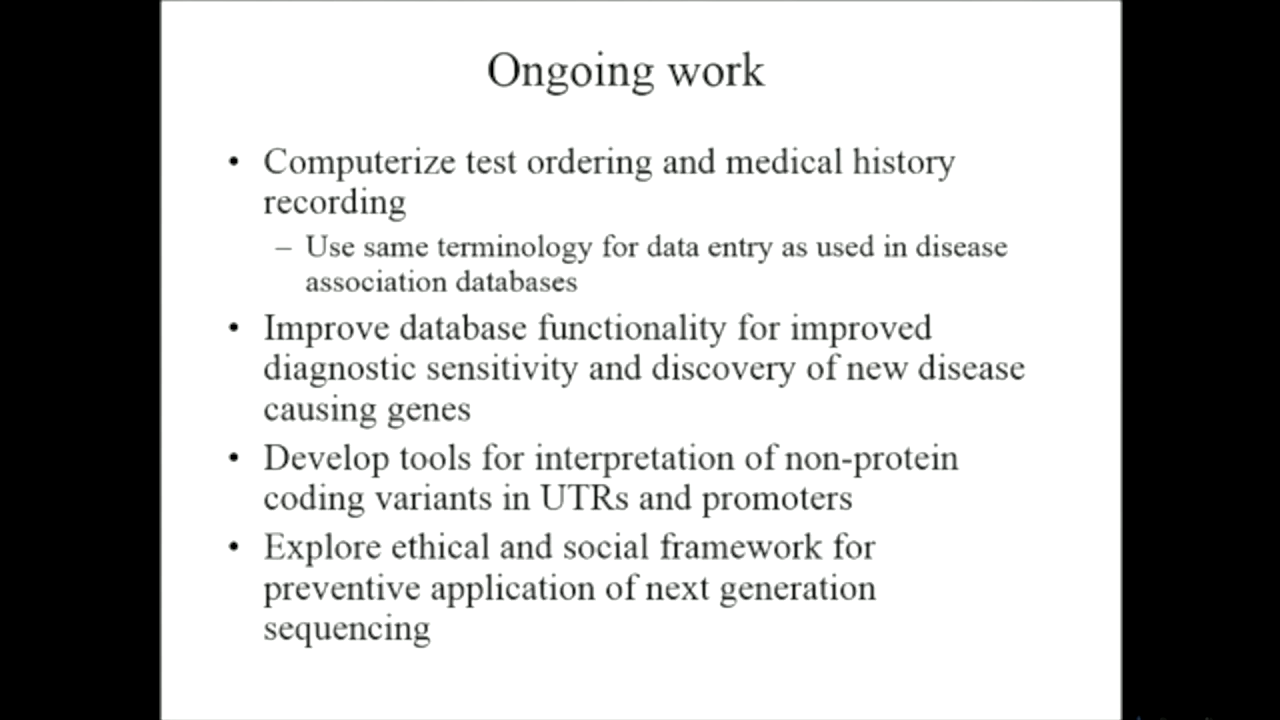 Ongoing work
• Computerize test ordering and medical history
recording
– Use same terminology for data entry as used in disease
association databases
• Improve database functionality for improved
diagnostic sensitivity and discovery of new disease
causing genes
• Develop tools for interpretation of non-protein
coding variants in UTRs and promoters
• Explore ethical and social framework for
preventive application of next generation
sequencing